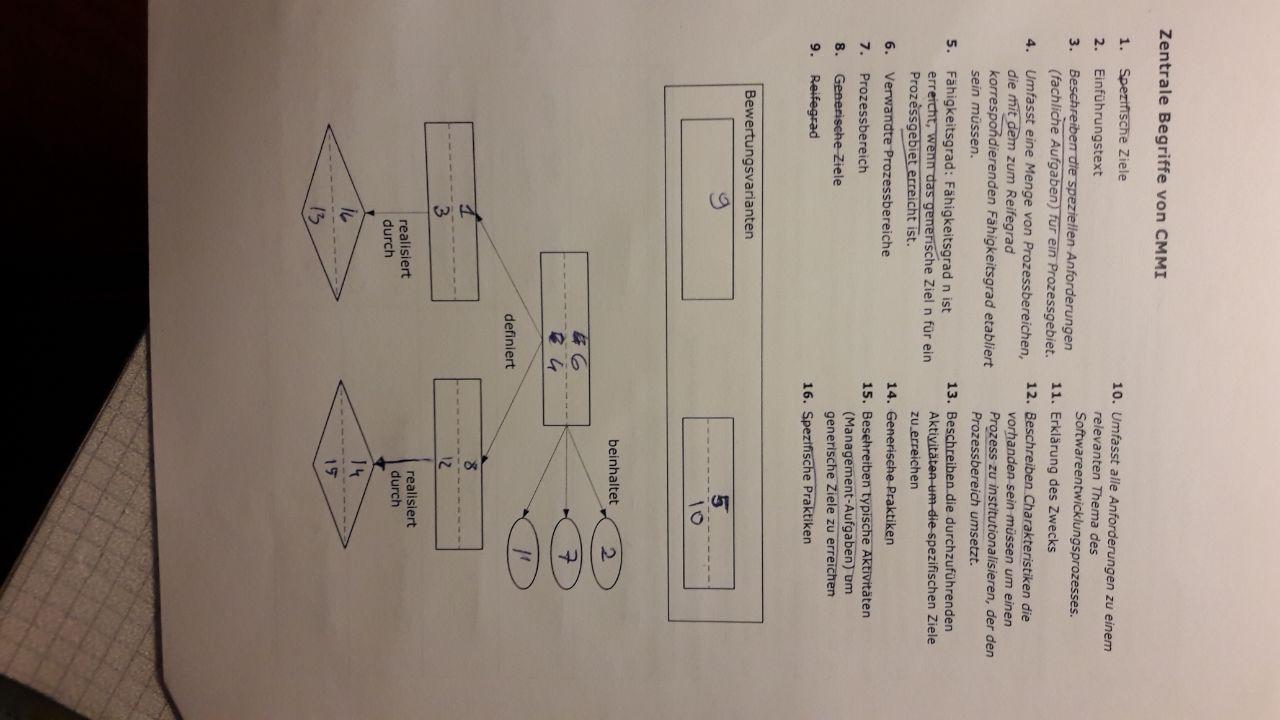 Zentrale Begriffe von CMMI
1. Spezifische Ziele
2. Einführungstext
3. Beschreiben die speziellen Anforderungen
(fachliche Aufgaben) für ein Prozessgebiet.
4. Umfasst eine Menge von Prozessbereichen,
die mit dem zum Reifegrad
korrespondierenden Fähigkeitsgrad etabliert
sein müssen.
5. Fähigkeitsgrad: Fähigkeitsgrad n ist
erreicht, wenn das generische Ziel n für ein
Prozessgebiet erreicht ist.
6. Verwandte Prozessbereiche
7. Prozessbereich
8. Generische Ziele
9. Reifegrad
10. Umfasst alle Anforderungen zu einem
relevanten Thema des
Softwareentwicklungsprozesses.
11. Erklärung des Zwecks
12. Beschreiben Charakteristiken die
vorhanden sein müssen um einen
Prozess zu institutionalisieren, der den
Prozessbereich umsetzt.
13. Beschreiben die durchzuführenden
Aktivitäten um die spezifischen Ziele
zu erreichen
14. Generische Praktiken
15. Beschreiben typische Aktivitäten
(Management-Aufgaben) um
generische Ziele zu erreichen
16. Spezifische Praktiken
Bewertungsvarianten
9
5
10
beinhaltet
6
4
2
7
11
definiert
1
3
8
12
realisiert
durch
realisiert
durch
16
13
14
15